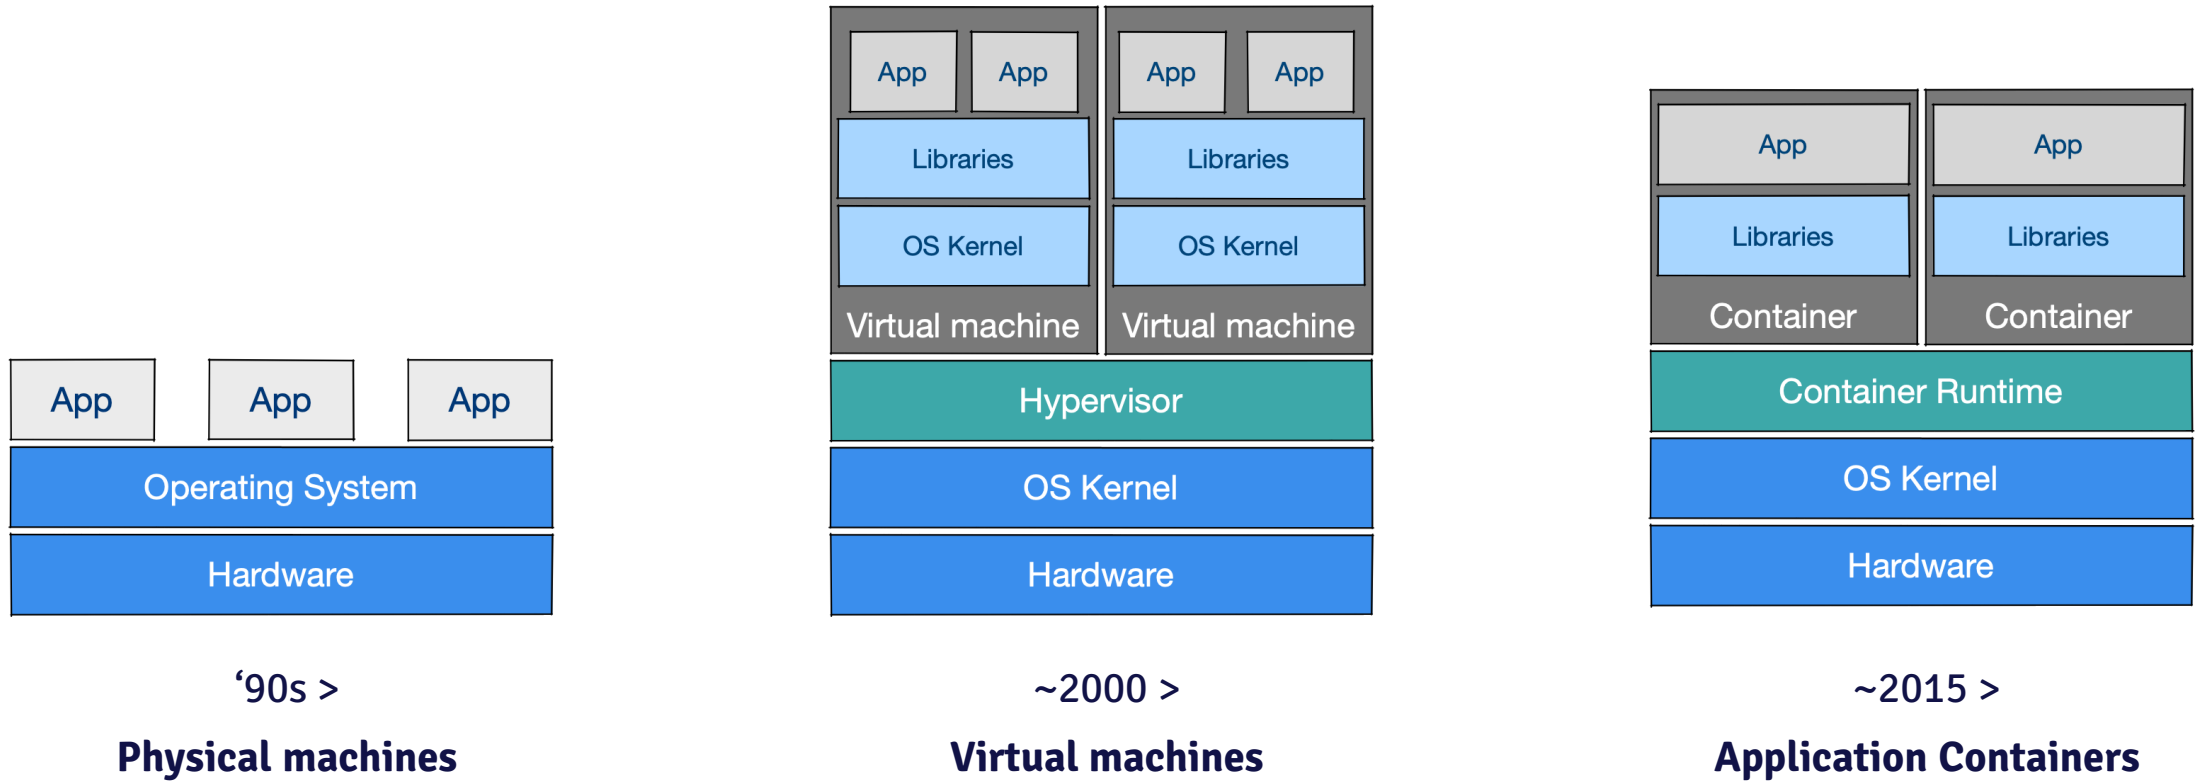 App
App
App
Operating System
Hardware
‘90s >
Physical machines
App
App
App
App
Libraries
Libraries
OS Kernel
OS Kernel
Virtual machine
Virtual machine
Hypervisor
OS Kernel
Hardware
~2000 >
Virtual machines
App
App
Libraries
Libraries
Container
Container
Container Runtime
OS Kernel
Hardware
~2015 >
Application Containers